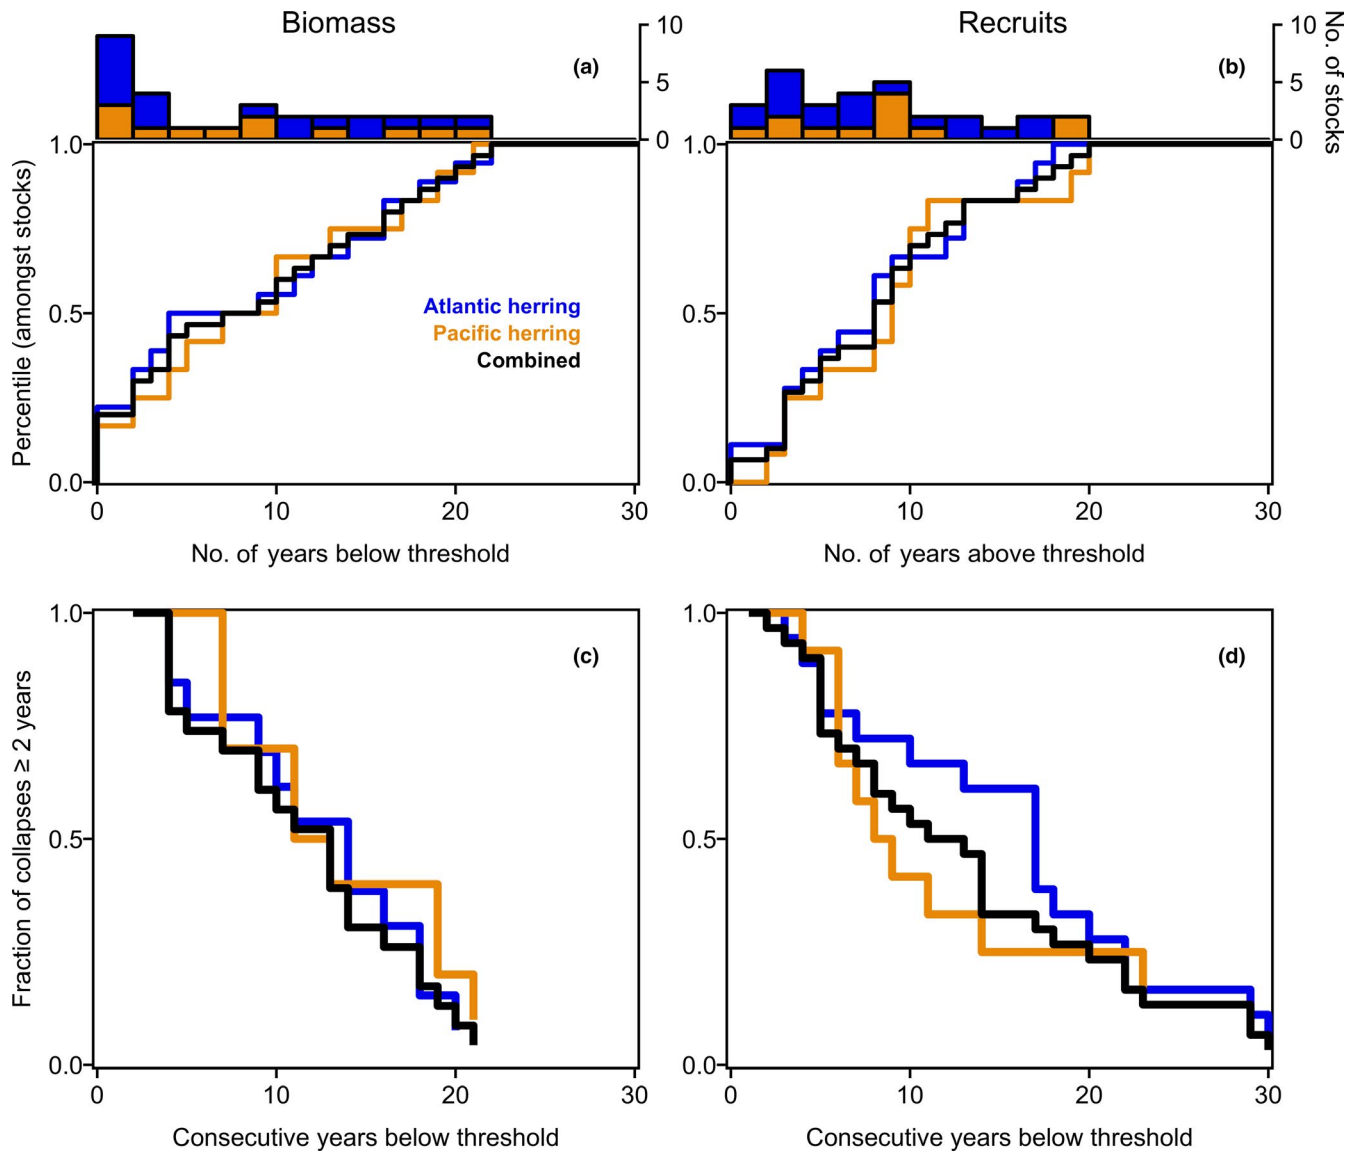 Biomass
Recruits
(a)
10
5
0
(b)
10
5
0
No. of stocks
1.0
0.5
0.0
Percentile (amongst stocks)
Atlantic herring
Pacific herring
Combined
0 10 20 30
No. of years below threshold
1.0
0.5
0.0
0 10 20 30
No. of years above threshold
1.0
0.5
0.0
Fraction of collapses ≥ 2 years
(c)
0 10 20 30
Consecutive years below threshold
1.0
0.5
0.0
(d)
0 10 20 30
Consecutive years below threshold